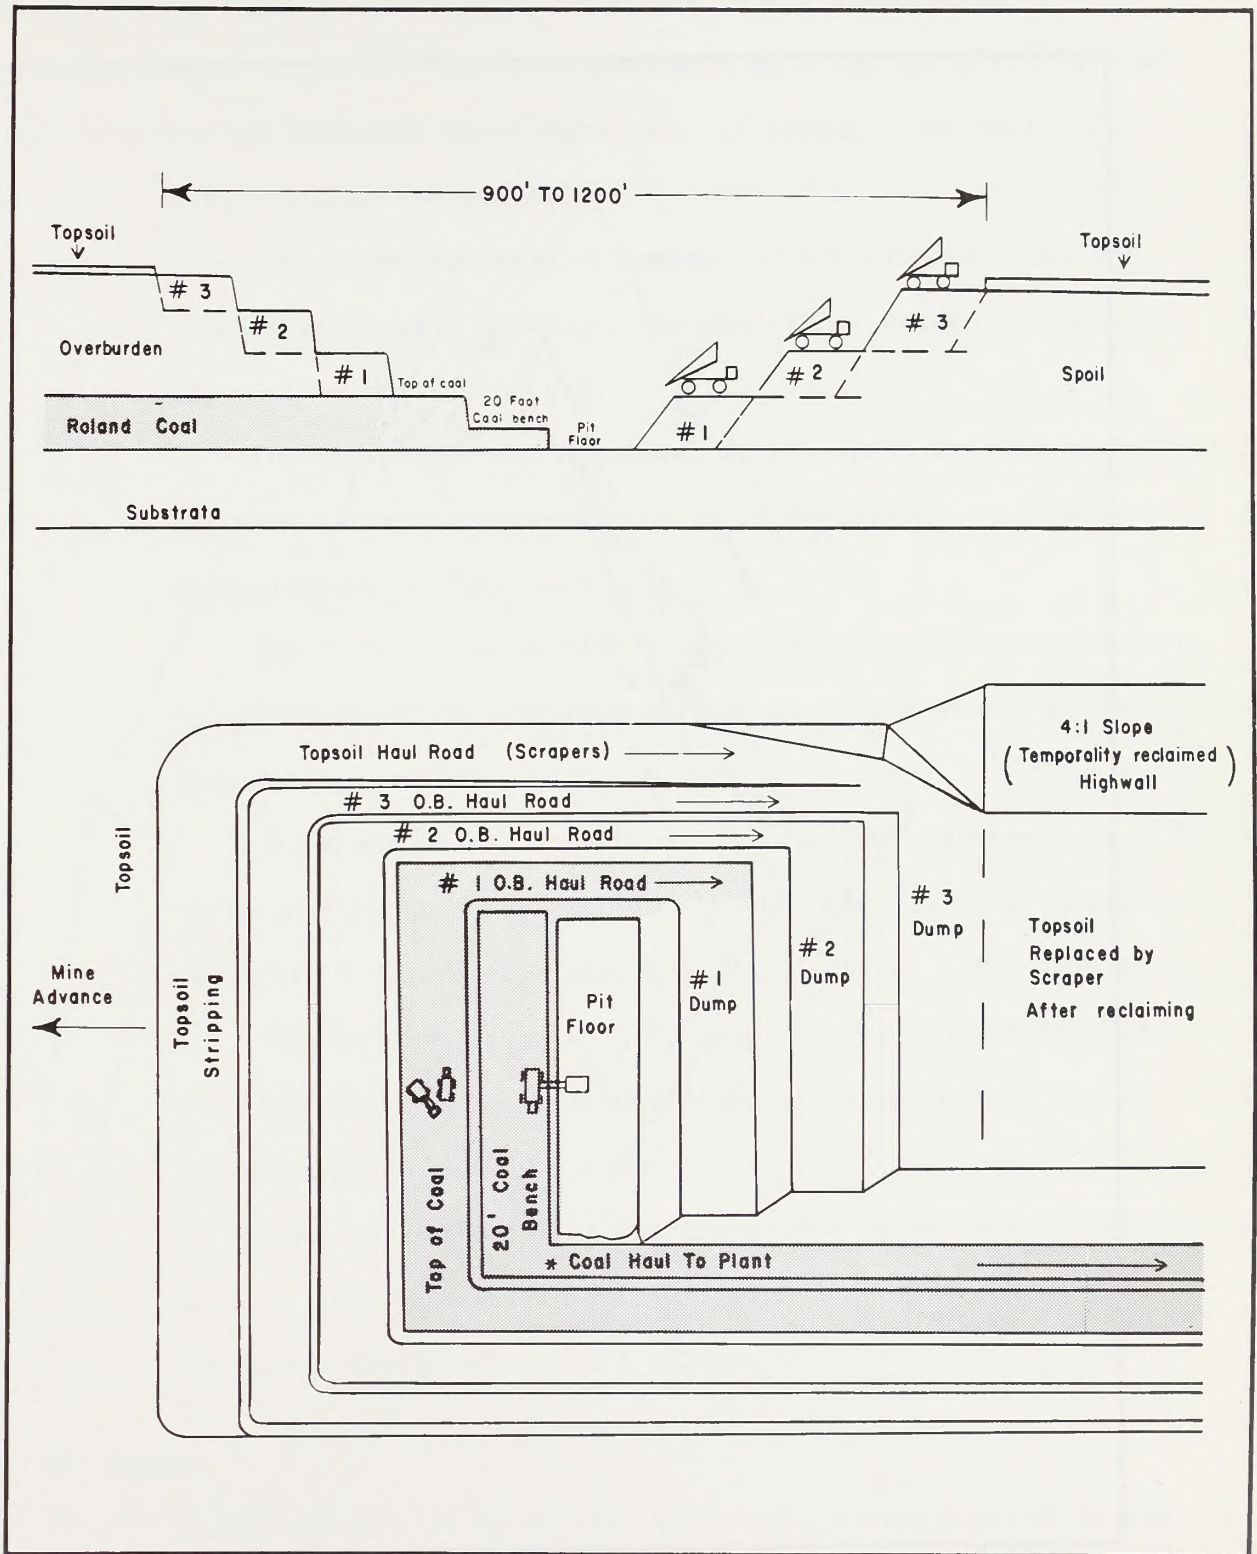 900' TO 1200'
Topsoil
Topsoil
# 3
# 2
# 1
Overburden
Top of coal
20 Foot
Coal bench
Pit
Floor
Roland Coal
# 3
# 2
# 1
Spoil
Substrata
Topsoil Haul Road (Scrapers)
4:1 Slope
(Temporality reclaimed)
Highwall
# 3 O.B. Haul Road
# 2 O.B. Haul Road
# 1 O.B. Haul Road
Topsoil
Mine
Advance
Topsoil
Stripping
Top of Coal
20' Coal
Bench
Pit
Floor
# 1
Dump
# 2
Dump
# 3
Dump
Topsoil
Replaced by
Scraper
After reclaiming
* Coal Haul To Plant